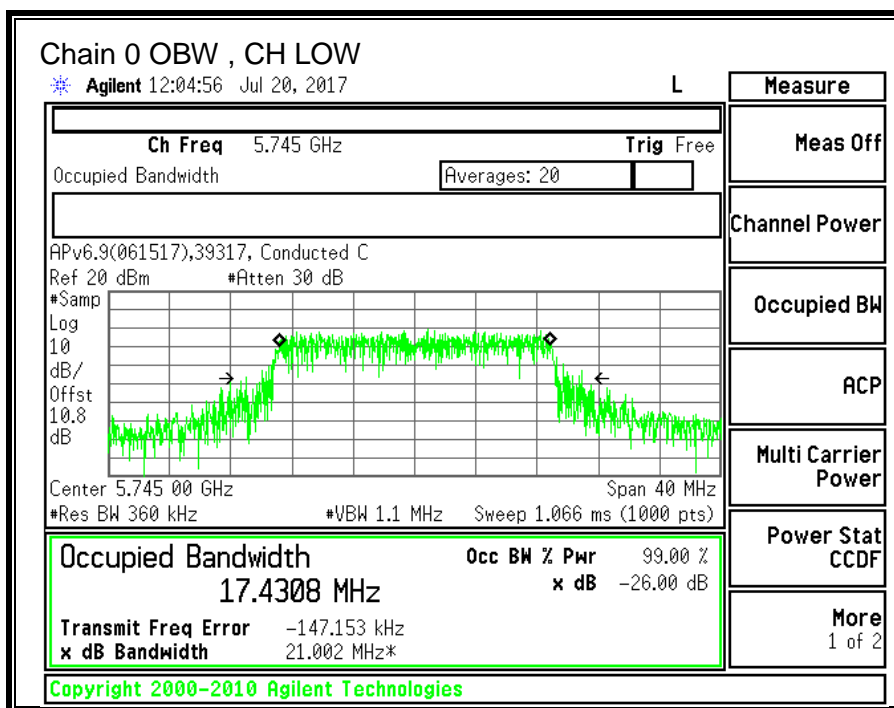 Chain 0 OBW , CH LOW
Agilent 12:04:56 Jul 20, 2017 L
Measure
Ch Freq 5.745 GHz Trig Free
Meas Off
Occupied Bandwidth Averages: 20
Channel Power
APv6.9(061517),39317, Conducted C
Ref 20 dBm #Atten 30 dB
#Samp
Log
10
dB/
Offst
10.8
dB
Occupied BW
ACP
Multi Carrier
Power
Center 5.745 00 GHz Span 40 MHz
#Res BW 360 kHz #VBW 1.1 MHz Sweep 1.066 ms (1000 pts)
Power Stat
CCDF
Occupied Bandwidth Occ BW % Pwr 99.00 %
17.4308 MHz x dB -26.00 dB
Transmit Freq Error -147.153 kHz
x dB Bandwidth 21.002 MHz*
More
1 of 2
Copyright 2000-2010 Agilent Technologies